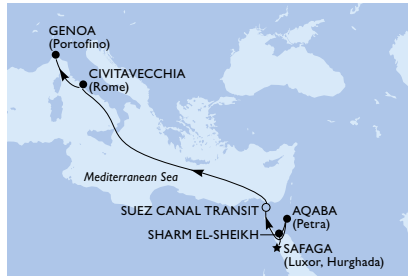 GENOA
(Portofino)
CIVITAVECCHIA
(Rome)
Mediterranean Sea
SUEZ CANAL TRANSIT
AQABA
(Petra)
SHARM EL-SHEIKH
SAFAGA
(Luxor, Hurghada)